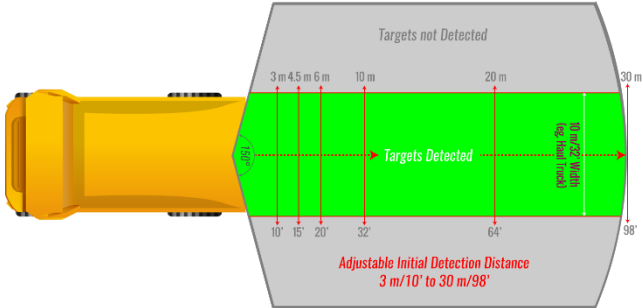 Targets not Detected
3 m 4.5 m 6 m 10 m 20 m 30 m
150°
Targets Detected
10 m/32' Width
(eg, Haul Truck)
10' 15' 20' 32' 64' 98'
Adjustable Initial Detection Distance
3 m/10' to 30 m/98'